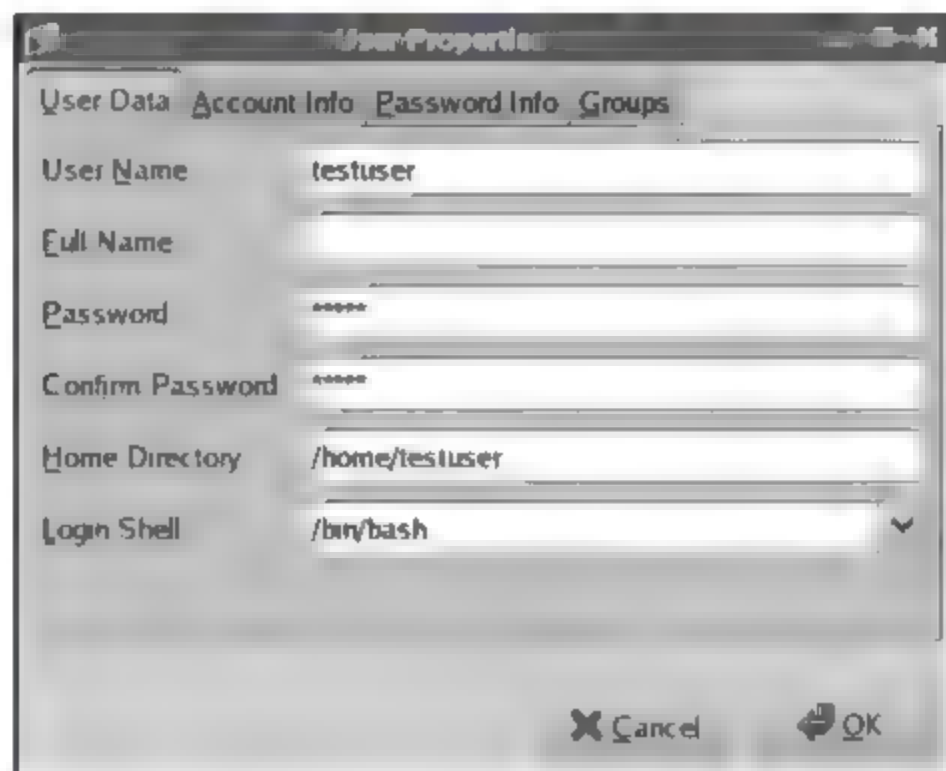 User Properties
User Data Account Info Password Info Groups
User Name testuser
Full Name
Password *****
Confirm Password *****
Home Directory /home/testuser
Login Shell /bin/bash
Cancel OK